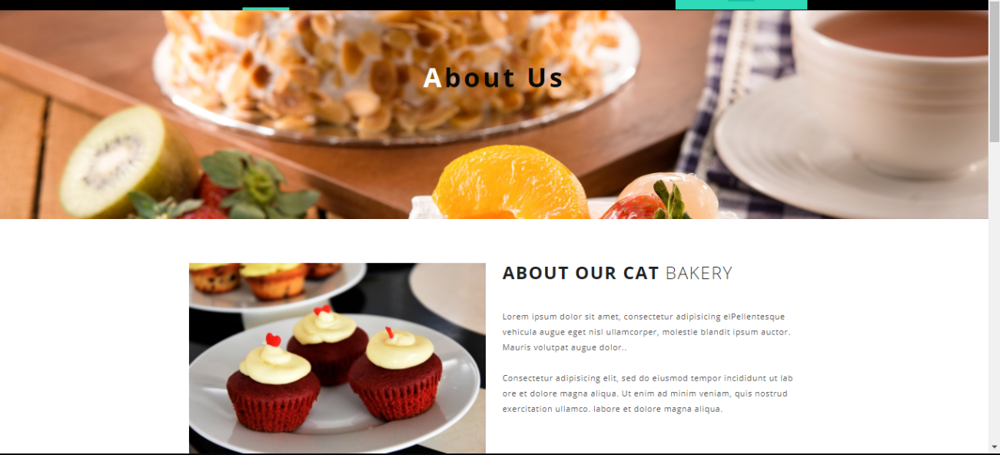 About Us
ABOUT OUR CAT BAKERY
Lorem ipsum dolor sit amet, consectetur adipisicing elPellentesque
vehicula augue eget nisl ullamcorper, molestie blandit ipsum auctor.
Mauris volutpat augue dolor..
Consectetur adipisicing elit, sed do eiusmod tempor incididunt ut lab
ore et dolore magna aliqua. Ut enim ad minim veniam, quis nostrud
exercitation ullamco. labore et dolore magna aliqua.